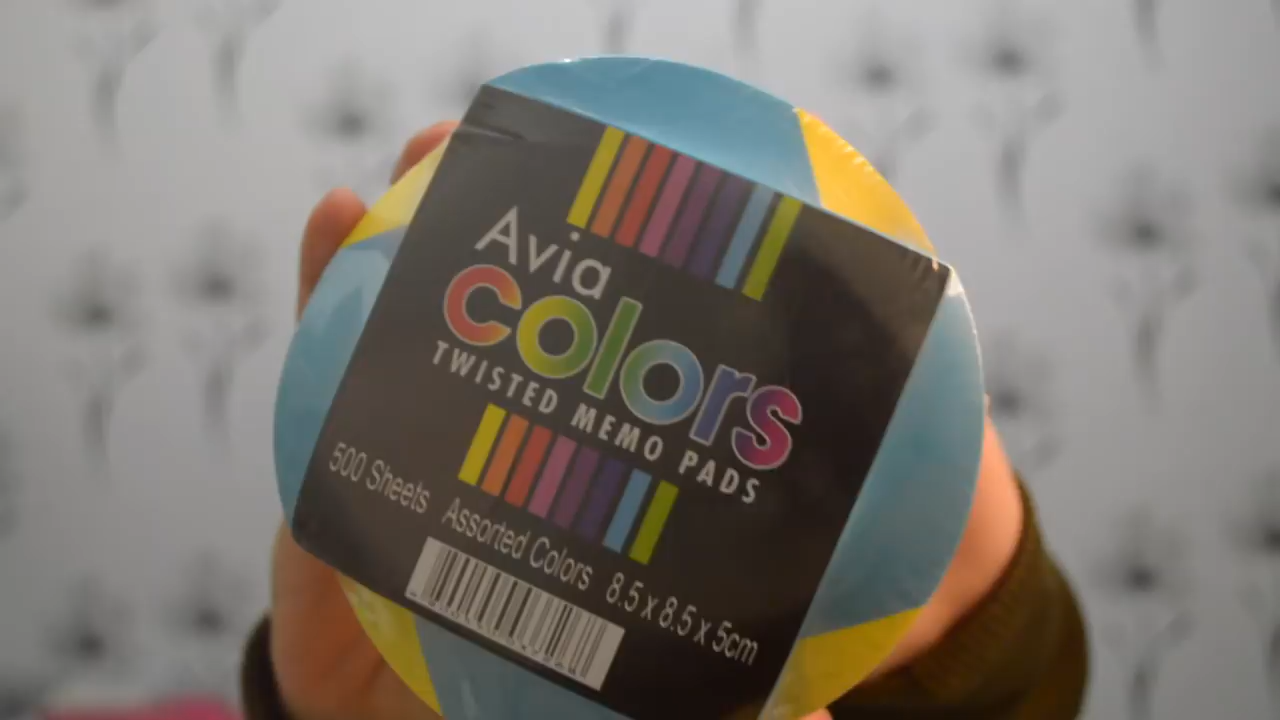 Avia
colors
TWISTED MEMO PADS
500 Sheets Assorted Colors 8.5 x 8.5 x 5cm